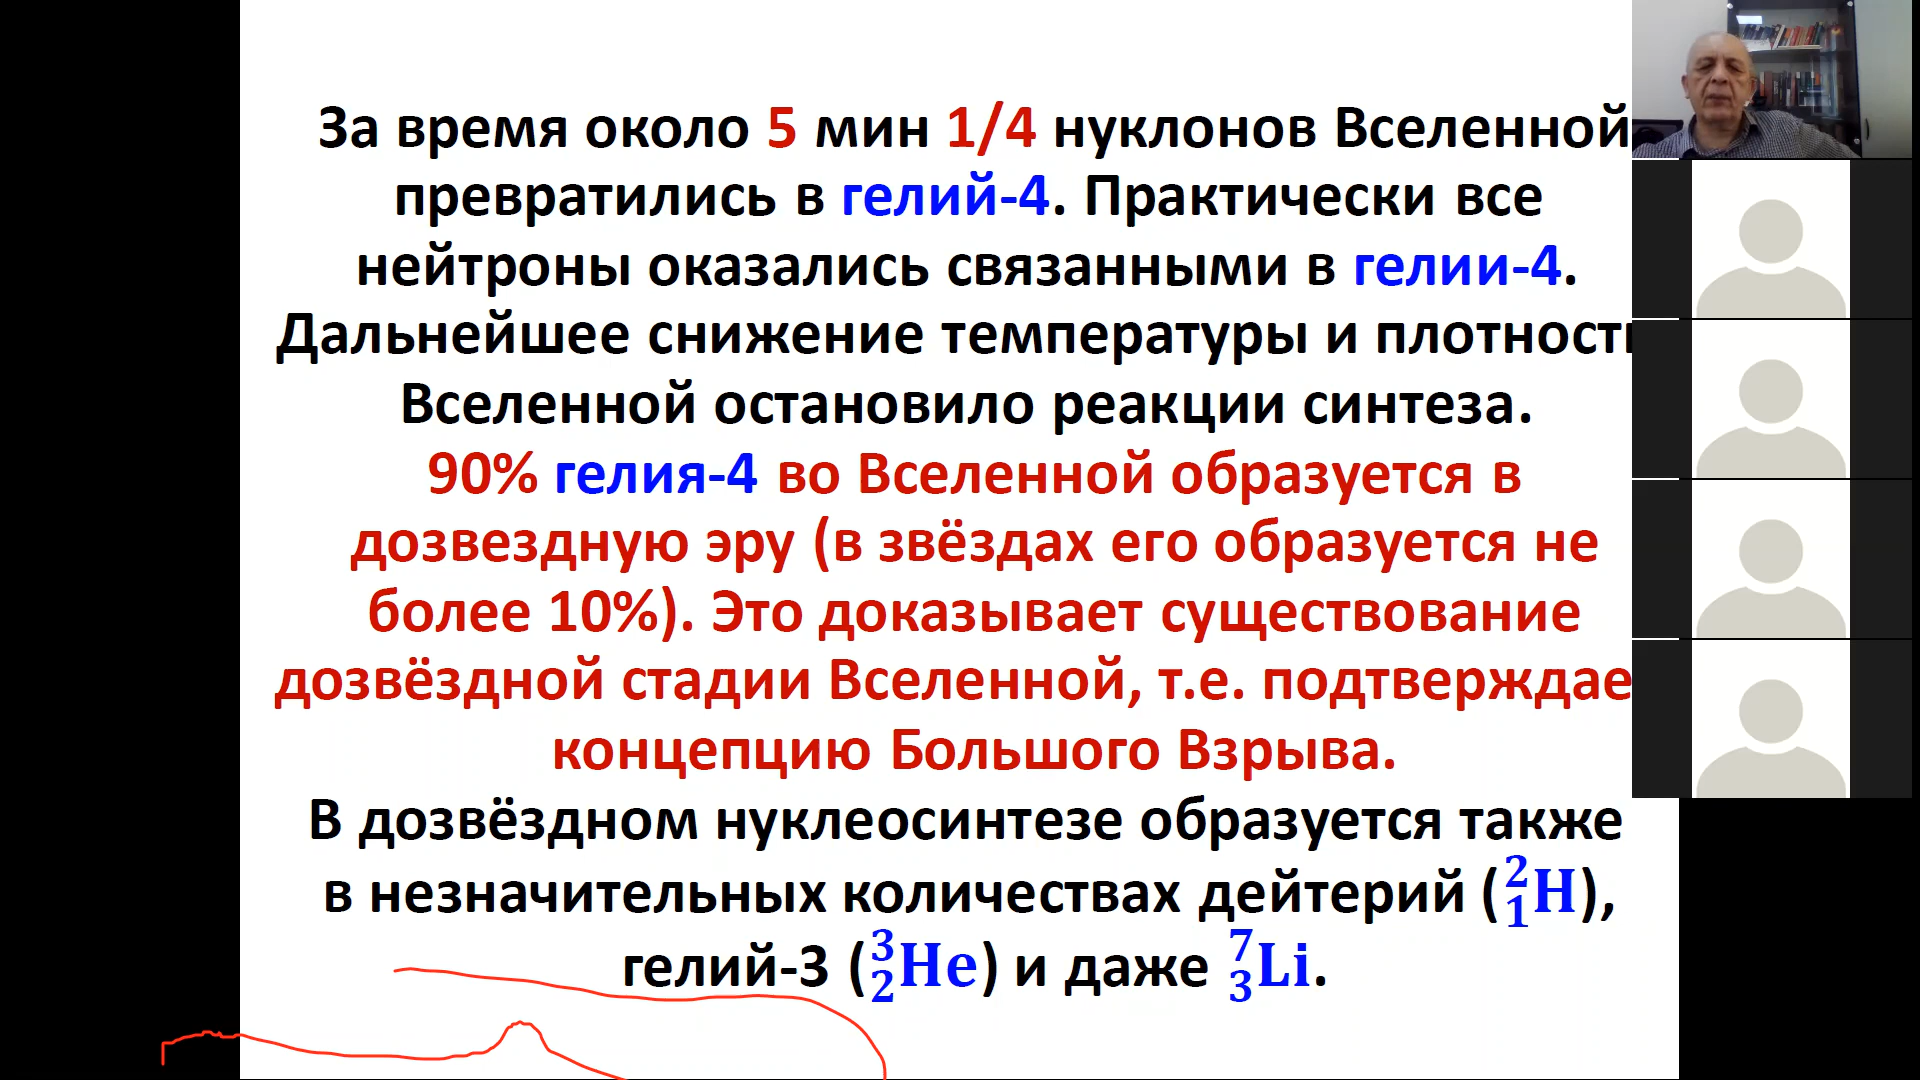 За время около 5 мин 1/4 нуклонов Вселенной
превратились в гелий-4. Практически все
нейтроны оказались связанными в гелии-4.
Дальнейшее снижение температуры и плотност
Вселенной остановило реакции синтеза.
90% гелия-4 во Вселенной образуется в
дозвездную эру (в звёздах его образуется не
более 10%). Это доказывает существование
дозвёздной стадии Вселенной, т.е. подтверждае
концепцию Большого Взрыва.
В дозвёздном нуклеосинтезе образуется также
в незначительных количествах дейтерий (²₁H),
гелий-3 (³₂He) и даже ⁷₃Li.